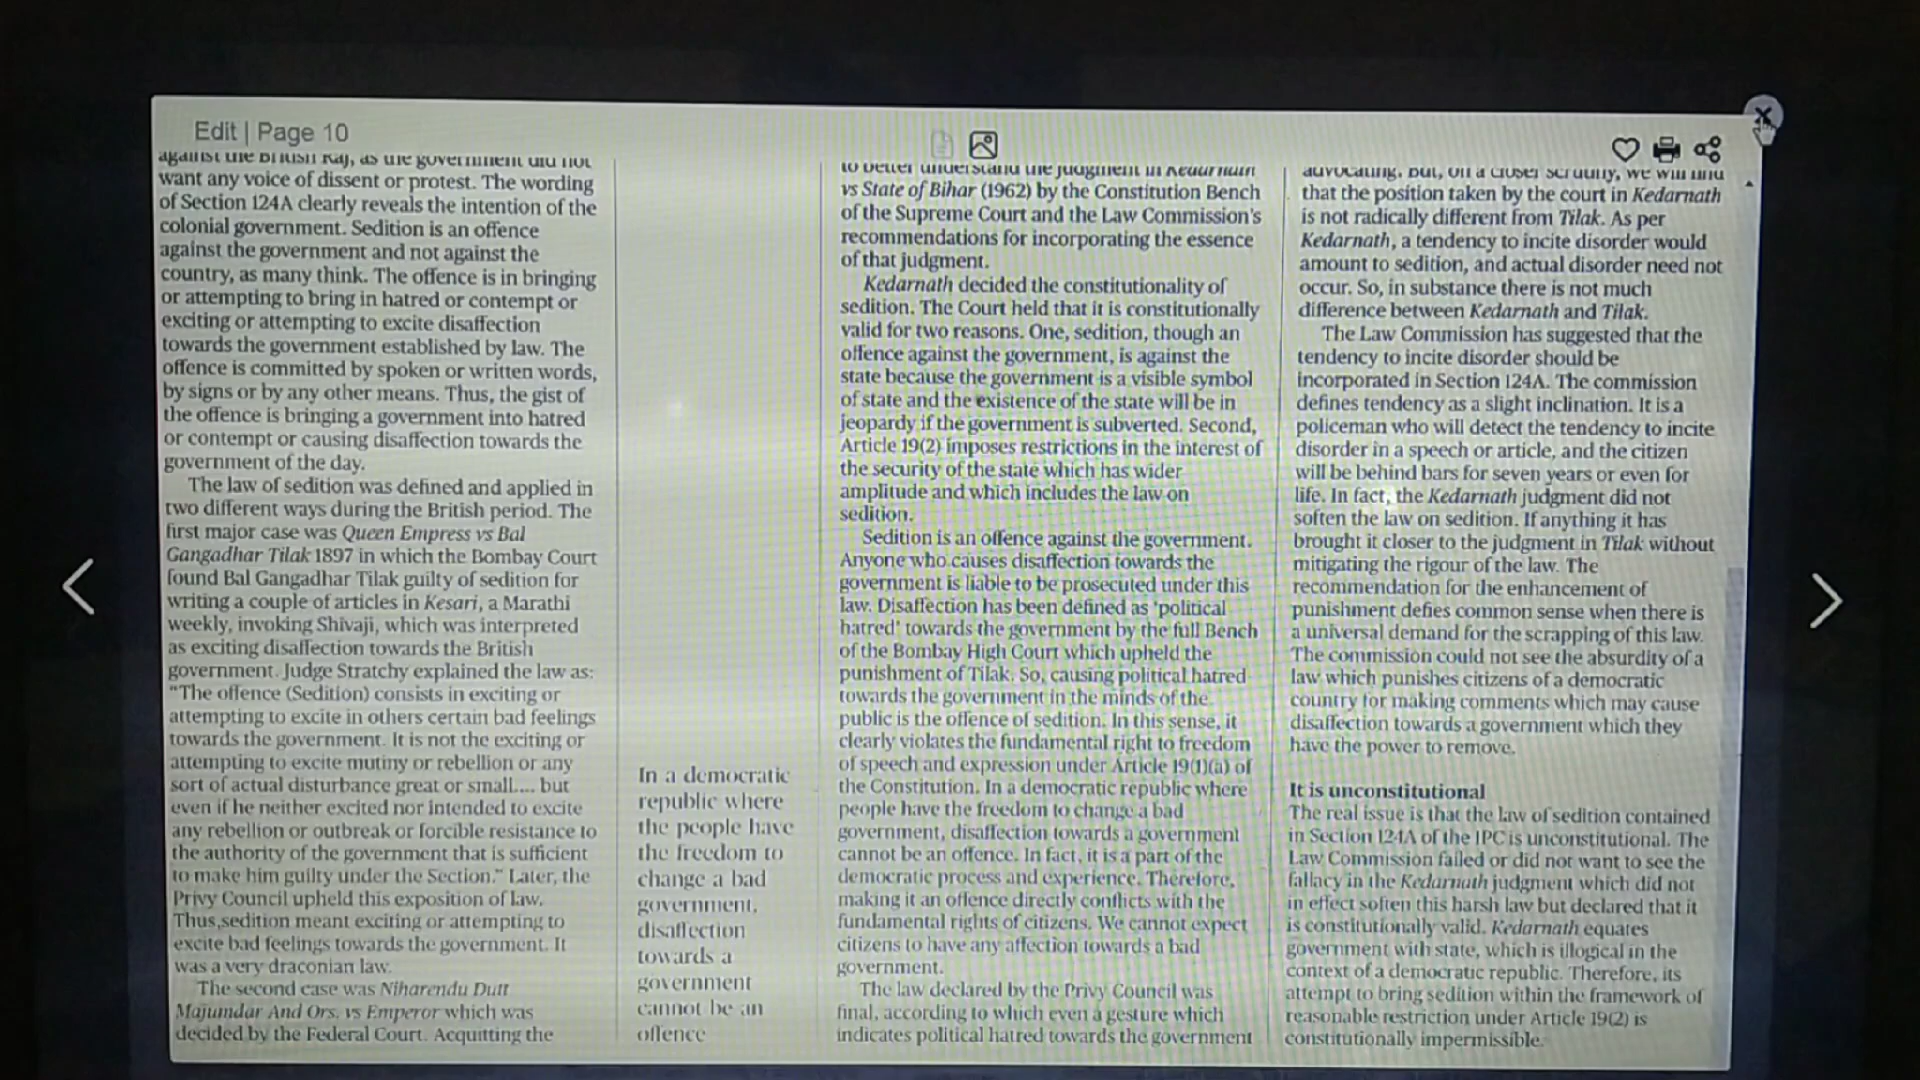 Edit | Page 10
against the British Raj, as the government did not
want any voice of dissent or protest. The wording
of Section 124A clearly reveals the intention of the
colonial government. Sedition is an offence
against the government and not against the
country, as many think. The offence is in bringing
or attempting to bring in hatred or contempt or
exciting or attempting to excite disaffection
towards the government established by law. The
offence is committed by spoken or written words,
by signs or by any other means. Thus, the gist of
the offence is bringing a government into hatred
or contempt or causing disaffection towards the
government of the day.
The law of sedition was defined and applied in
two different ways during the British period. The
first major case was Queen Empress vs Bal
Gangadhar Tilak 1897 in which the Bombay Court
found Bal Gangadhar Tilak guilty of sedition for
writing a couple of articles in Kesari, a Marathi
weekly, invoking Shivaji, which was interpreted
as exciting disaffection towards the British
government. Judge Stratchy explained the law as:
“The offence (Sedition) consists in exciting or
attempting to excite in others certain bad feelings
towards the government. It is not the exciting or
attempting to excite mutiny or rebellion or any
sort of actual disturbance great or small.... but
even if he neither excited nor intended to excite
any rebellion or outbreak or forcible resistance to
the authority of the government that is sufficient
to make him guilty under the Section.” Later, the
Privy Council upheld this exposition of law.
Thus,sedition meant exciting or attempting to
excite bad feelings towards the government. It
was a very draconian law.
The second case was Niharendu Dutt
Majumdar And Ors. vs Emperor which was
decided by the Federal Court. Acquitting the
In a democratic
republic where
the people have
the freedom to
change a bad
government,
disaffection
towards a
government
cannot be an
offence
to better understand the judgment in Kedarnath
vs State of Bihar (1962) by the Constitution Bench
of the Supreme Court and the Law Commission's
recommendations for incorporating the essence
of that judgment.
Kedarnath decided the constitutionality of
sedition. The Court held that it is constitutionally
valid for two reasons. One, sedition, though an
offence against the government, is against the
state because the government is a visible symbol
of state and the existence of the state will be in
jeopardy if the government is subverted. Second,
Article 19(2) imposes restrictions in the interest of
the security of the state which has wider
amplitude and which includes the law on
sedition.
Sedition is an offence against the government.
Anyone who causes disaffection towards the
government is liable to be prosecuted under this
law. Disaffection has been defined as ‘political
hatred’ towards the government by the full Bench
of the Bombay High Court which upheld the
punishment of Tilak. So, causing political hatred
towards the government in the minds of the
public is the offence of sedition. In this sense, it
clearly violates the fundamental right to freedom
of speech and expression under Article 19(1)(a) of
the Constitution. In a democratic republic where
people have the freedom to change a bad
government, disaffection towards a government
cannot be an offence. In fact, it is a part of the
democratic process and experience. Therefore,
making it an offence directly conflicts with the
fundamental rights of citizens. We cannot expect
citizens to have any affection towards a bad
government.
The law declared by the Privy Council was
final, according to which even a gesture which
indicates political hatred towards the government
advocating. But, on a closer scrutiny, we will find
that the position taken by the court in Kedarnath
is not radically different from Tilak. As per
Kedarnath, a tendency to incite disorder would
amount to sedition, and actual disorder need not
occur. So, in substance there is not much
difference between Kedarnath and Tilak.
The Law Commission has suggested that the
tendency to incite disorder should be
incorporated in Section 124A. The commission
defines tendency as a slight inclination. It is a
policeman who will detect the tendency to incite
disorder in a speech or article, and the citizen
will be behind bars for seven years or even for
life. In fact, the Kedarnath judgment did not
soften the law on sedition. If anything it has
brought it closer to the judgment in Tilak without
mitigating the rigour of the law. The
recommendation for the enhancement of
punishment defies common sense when there is
a universal demand for the scrapping of this law.
The commission could not see the absurdity of a
law which punishes citizens of a democratic
country for making comments which may cause
disaffection towards a government which they
have the power to remove.
It is unconstitutional
The real issue is that the law of sedition contained
in Section 124A of the IPC is unconstitutional. The
Law Commission failed or did not want to see the
fallacy in the Kedarnath judgment which did not
in effect soften this harsh law but declared that it
is constitutionally valid. Kedarnath equates
government with state, which is illogical in the
context of a democratic republic. Therefore, its
attempt to bring sedition within the framework of
reasonable restriction under Article 19(2) is
constitutionally impermissible.